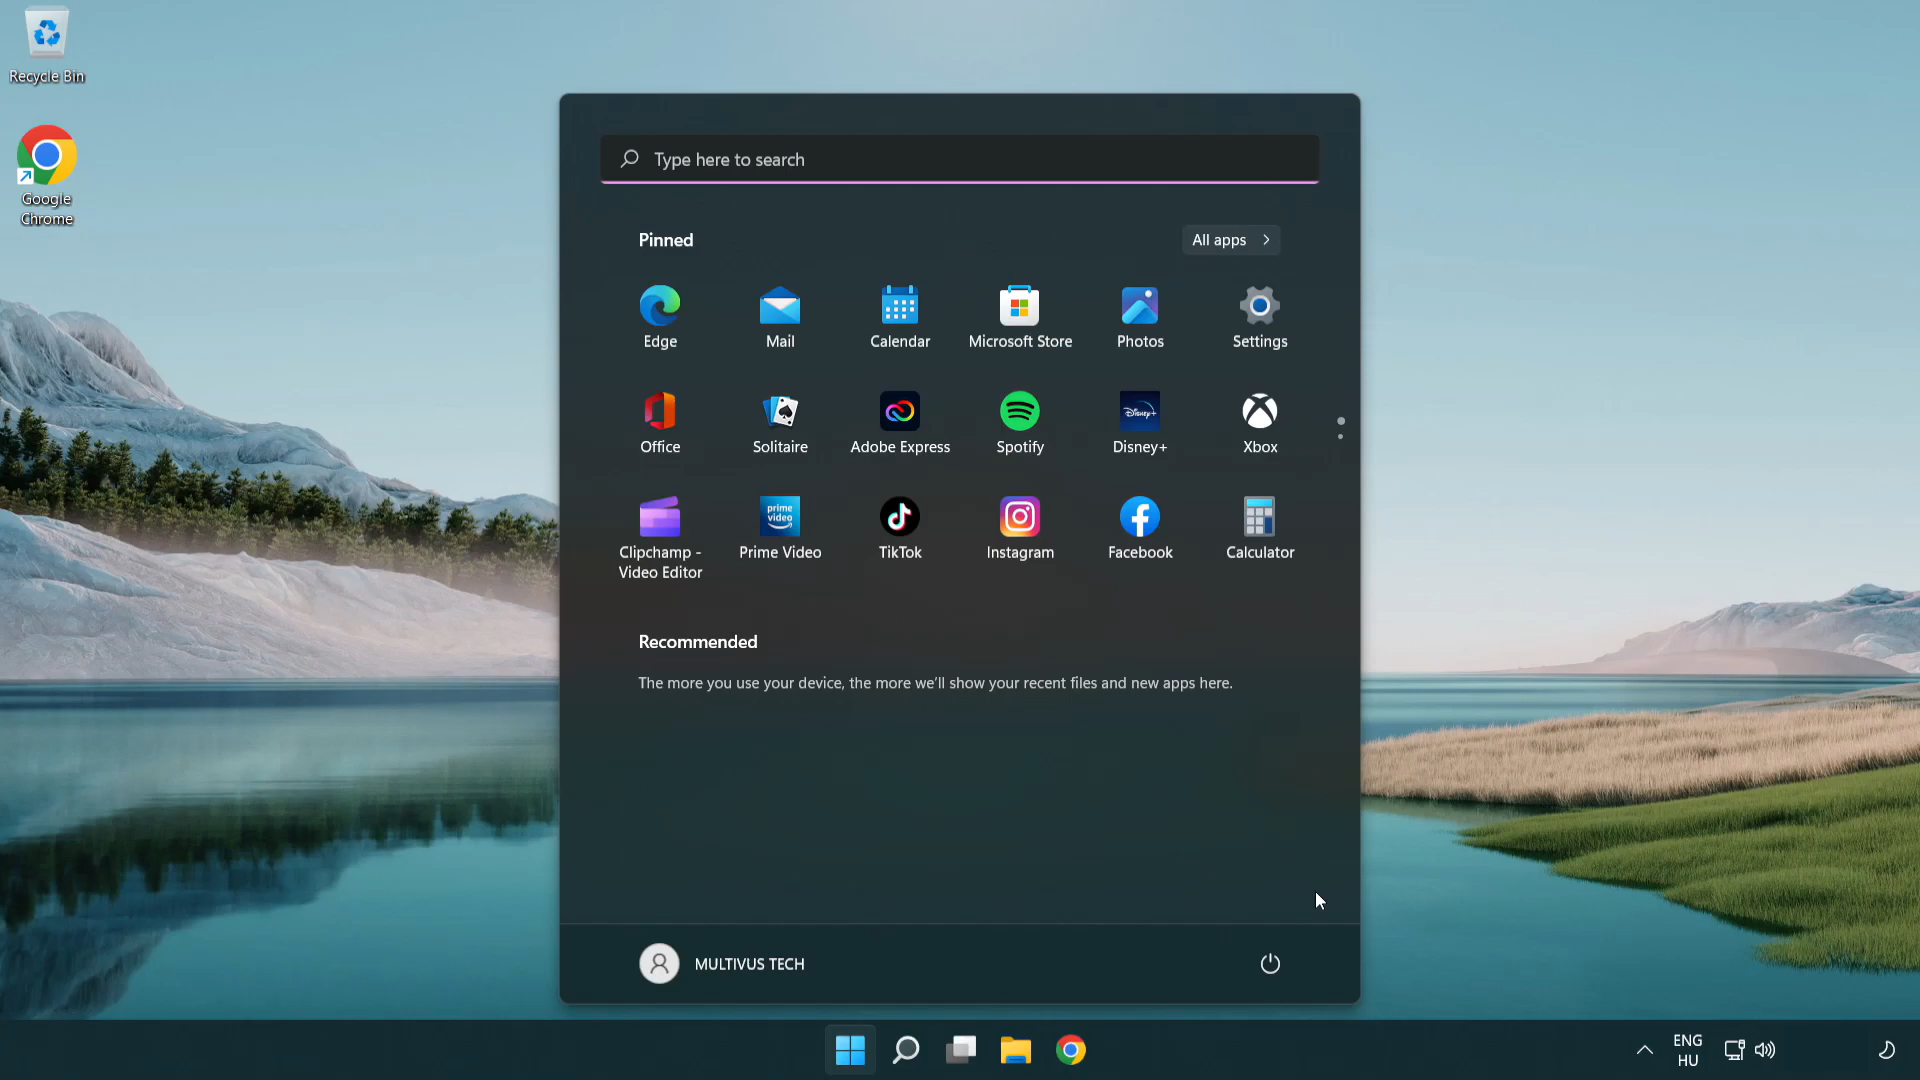 Recycle Bin
Google
Chrome
Type here to search
Pinned
All apps
Edge
Mail
Calendar
Microsoft Store
Photos
Settings
Office
Solitaire
Adobe Express
Spotify
Disney+
Disney+
Xbox
prime
video
Clipchamp -
Video Editor
Prime Video
TikTok
Instagram
Facebook
Calculator
Recommended
The more you use your device, the more we'll show your recent files and new apps here.
MULTIVUS TECH
ENG
HU